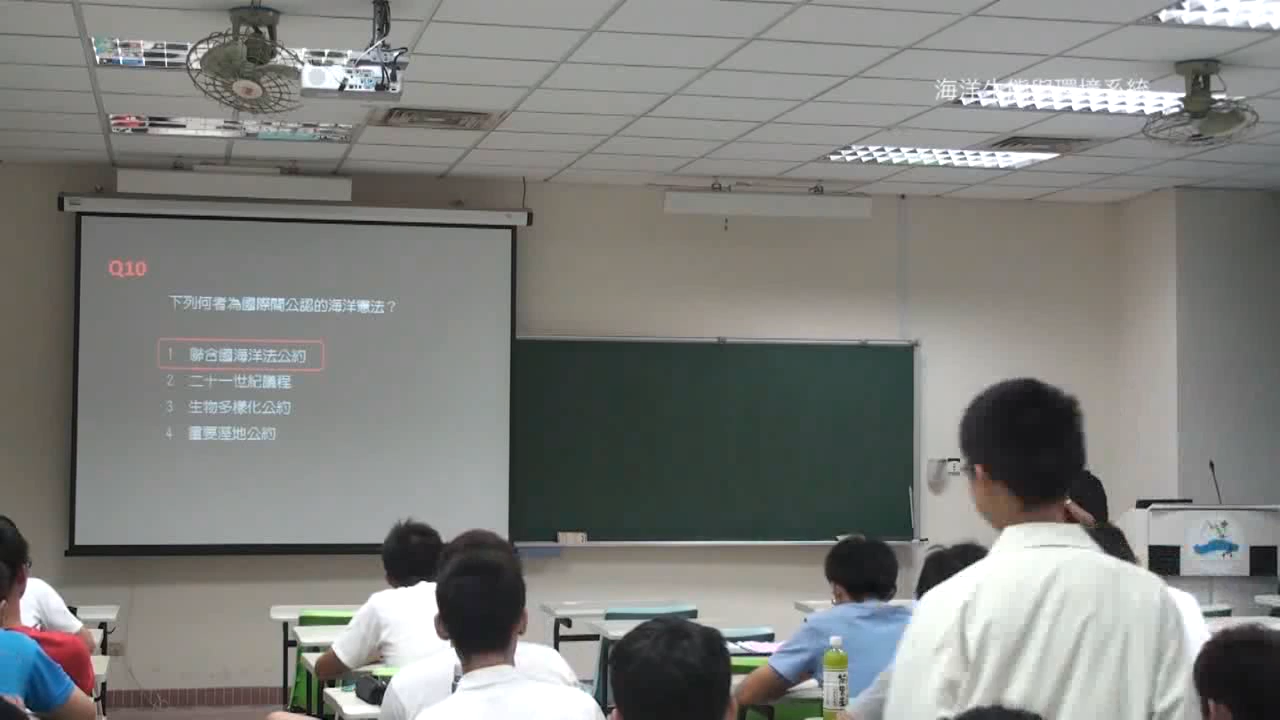 海洋生態與環境系統
Q10
下列何者為國際間公認的海洋憲法？
1 聯合國海洋法公約
2 二十一世紀議程
3 生物多樣化公約
4 重要溼地公約